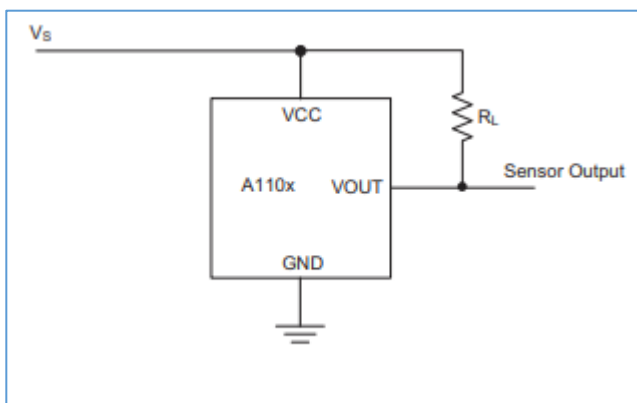 VS
VCC
RL
A110x
VOUT
Sensor Output
GND